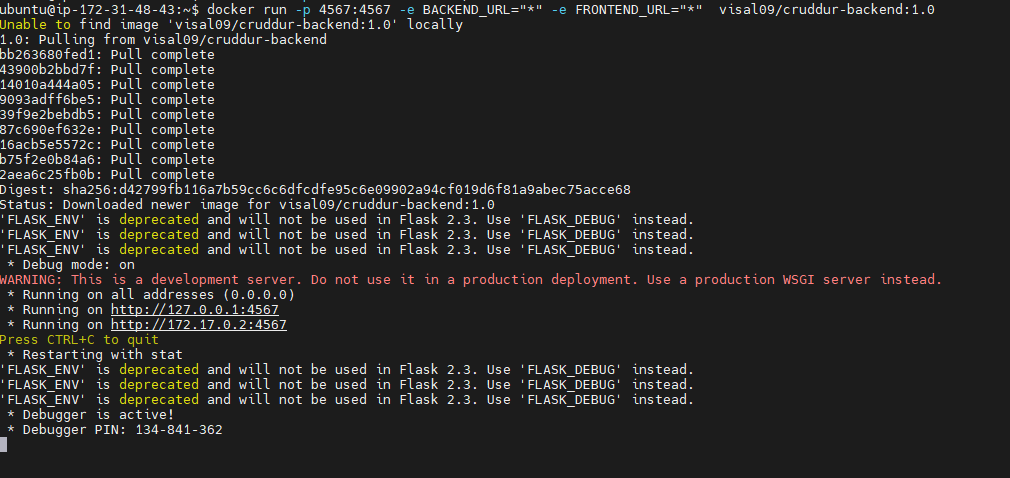 ubuntu@ip-172-31-48-43:~$ docker run -p 4567:4567 -e BACKEND_URL="*" -e FRONTEND_URL="*"  visal09/cruddur-backend:1.0
Unable to find image 'visal09/cruddur-backend:1.0' locally
1.0: Pulling from visal09/cruddur-backend
bb263680fed1: Pull complete
43900b2bbd7f: Pull complete
14010a444a05: Pull complete
9093adff6be5: Pull complete
39f9e2bebdb5: Pull complete
87c690ef632e: Pull complete
16acb5e5572c: Pull complete
b75f2e0b84a6: Pull complete
2aea6c25fb0b: Pull complete
Digest: sha256:d42799fb116a7b59cc6c6dfcdfe95c6e09902a94cf019d6f81a9abec75acce68
Status: Downloaded newer image for visal09/cruddur-backend:1.0
'FLASK_ENV' is deprecated and will not be used in Flask 2.3. Use 'FLASK_DEBUG' instead.
'FLASK_ENV' is deprecated and will not be used in Flask 2.3. Use 'FLASK_DEBUG' instead.
'FLASK_ENV' is deprecated and will not be used in Flask 2.3. Use 'FLASK_DEBUG' instead.
 * Debug mode: on
WARNING: This is a development server. Do not use it in a production deployment. Use a production WSGI server instead.
 * Running on all addresses (0.0.0.0)
 * Running on http://127.0.0.1:4567
 * Running on http://172.17.0.2:4567
Press CTRL+C to quit
 * Restarting with stat
'FLASK_ENV' is deprecated and will not be used in Flask 2.3. Use 'FLASK_DEBUG' instead.
'FLASK_ENV' is deprecated and will not be used in Flask 2.3. Use 'FLASK_DEBUG' instead.
'FLASK_ENV' is deprecated and will not be used in Flask 2.3. Use 'FLASK_DEBUG' instead.
 * Debugger is active!
 * Debugger PIN: 134-841-362